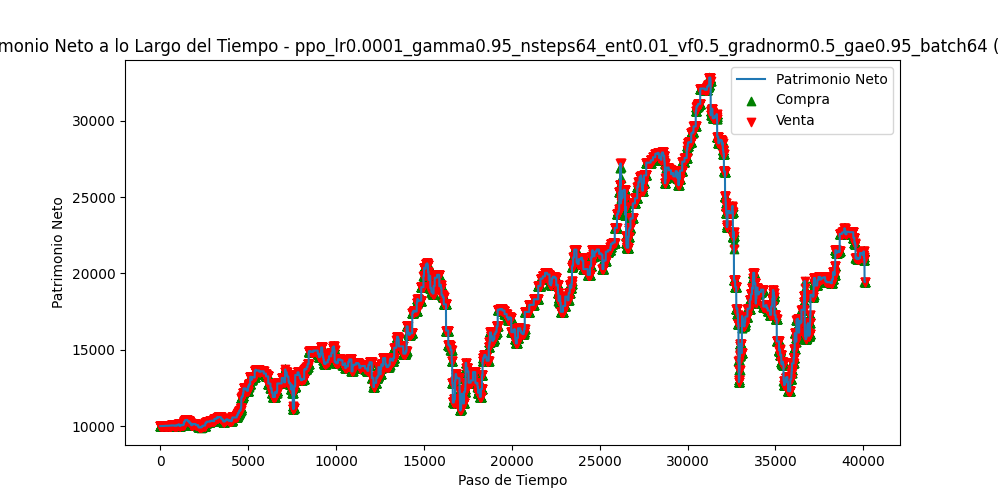 monio Neto a lo Largo del Tiempo - ppo_lr0.0001_gamma0.95_nsteps64_ent0.01_vf0.5_gradnorm0.5_gae0.95_batch64 (
Patrimonio Neto
Compra
Venta
30000
25000
20000
15000
10000
Patrimonio Neto
0 5000 10000 15000 20000 25000 30000 35000 40000
Paso de Tiempo